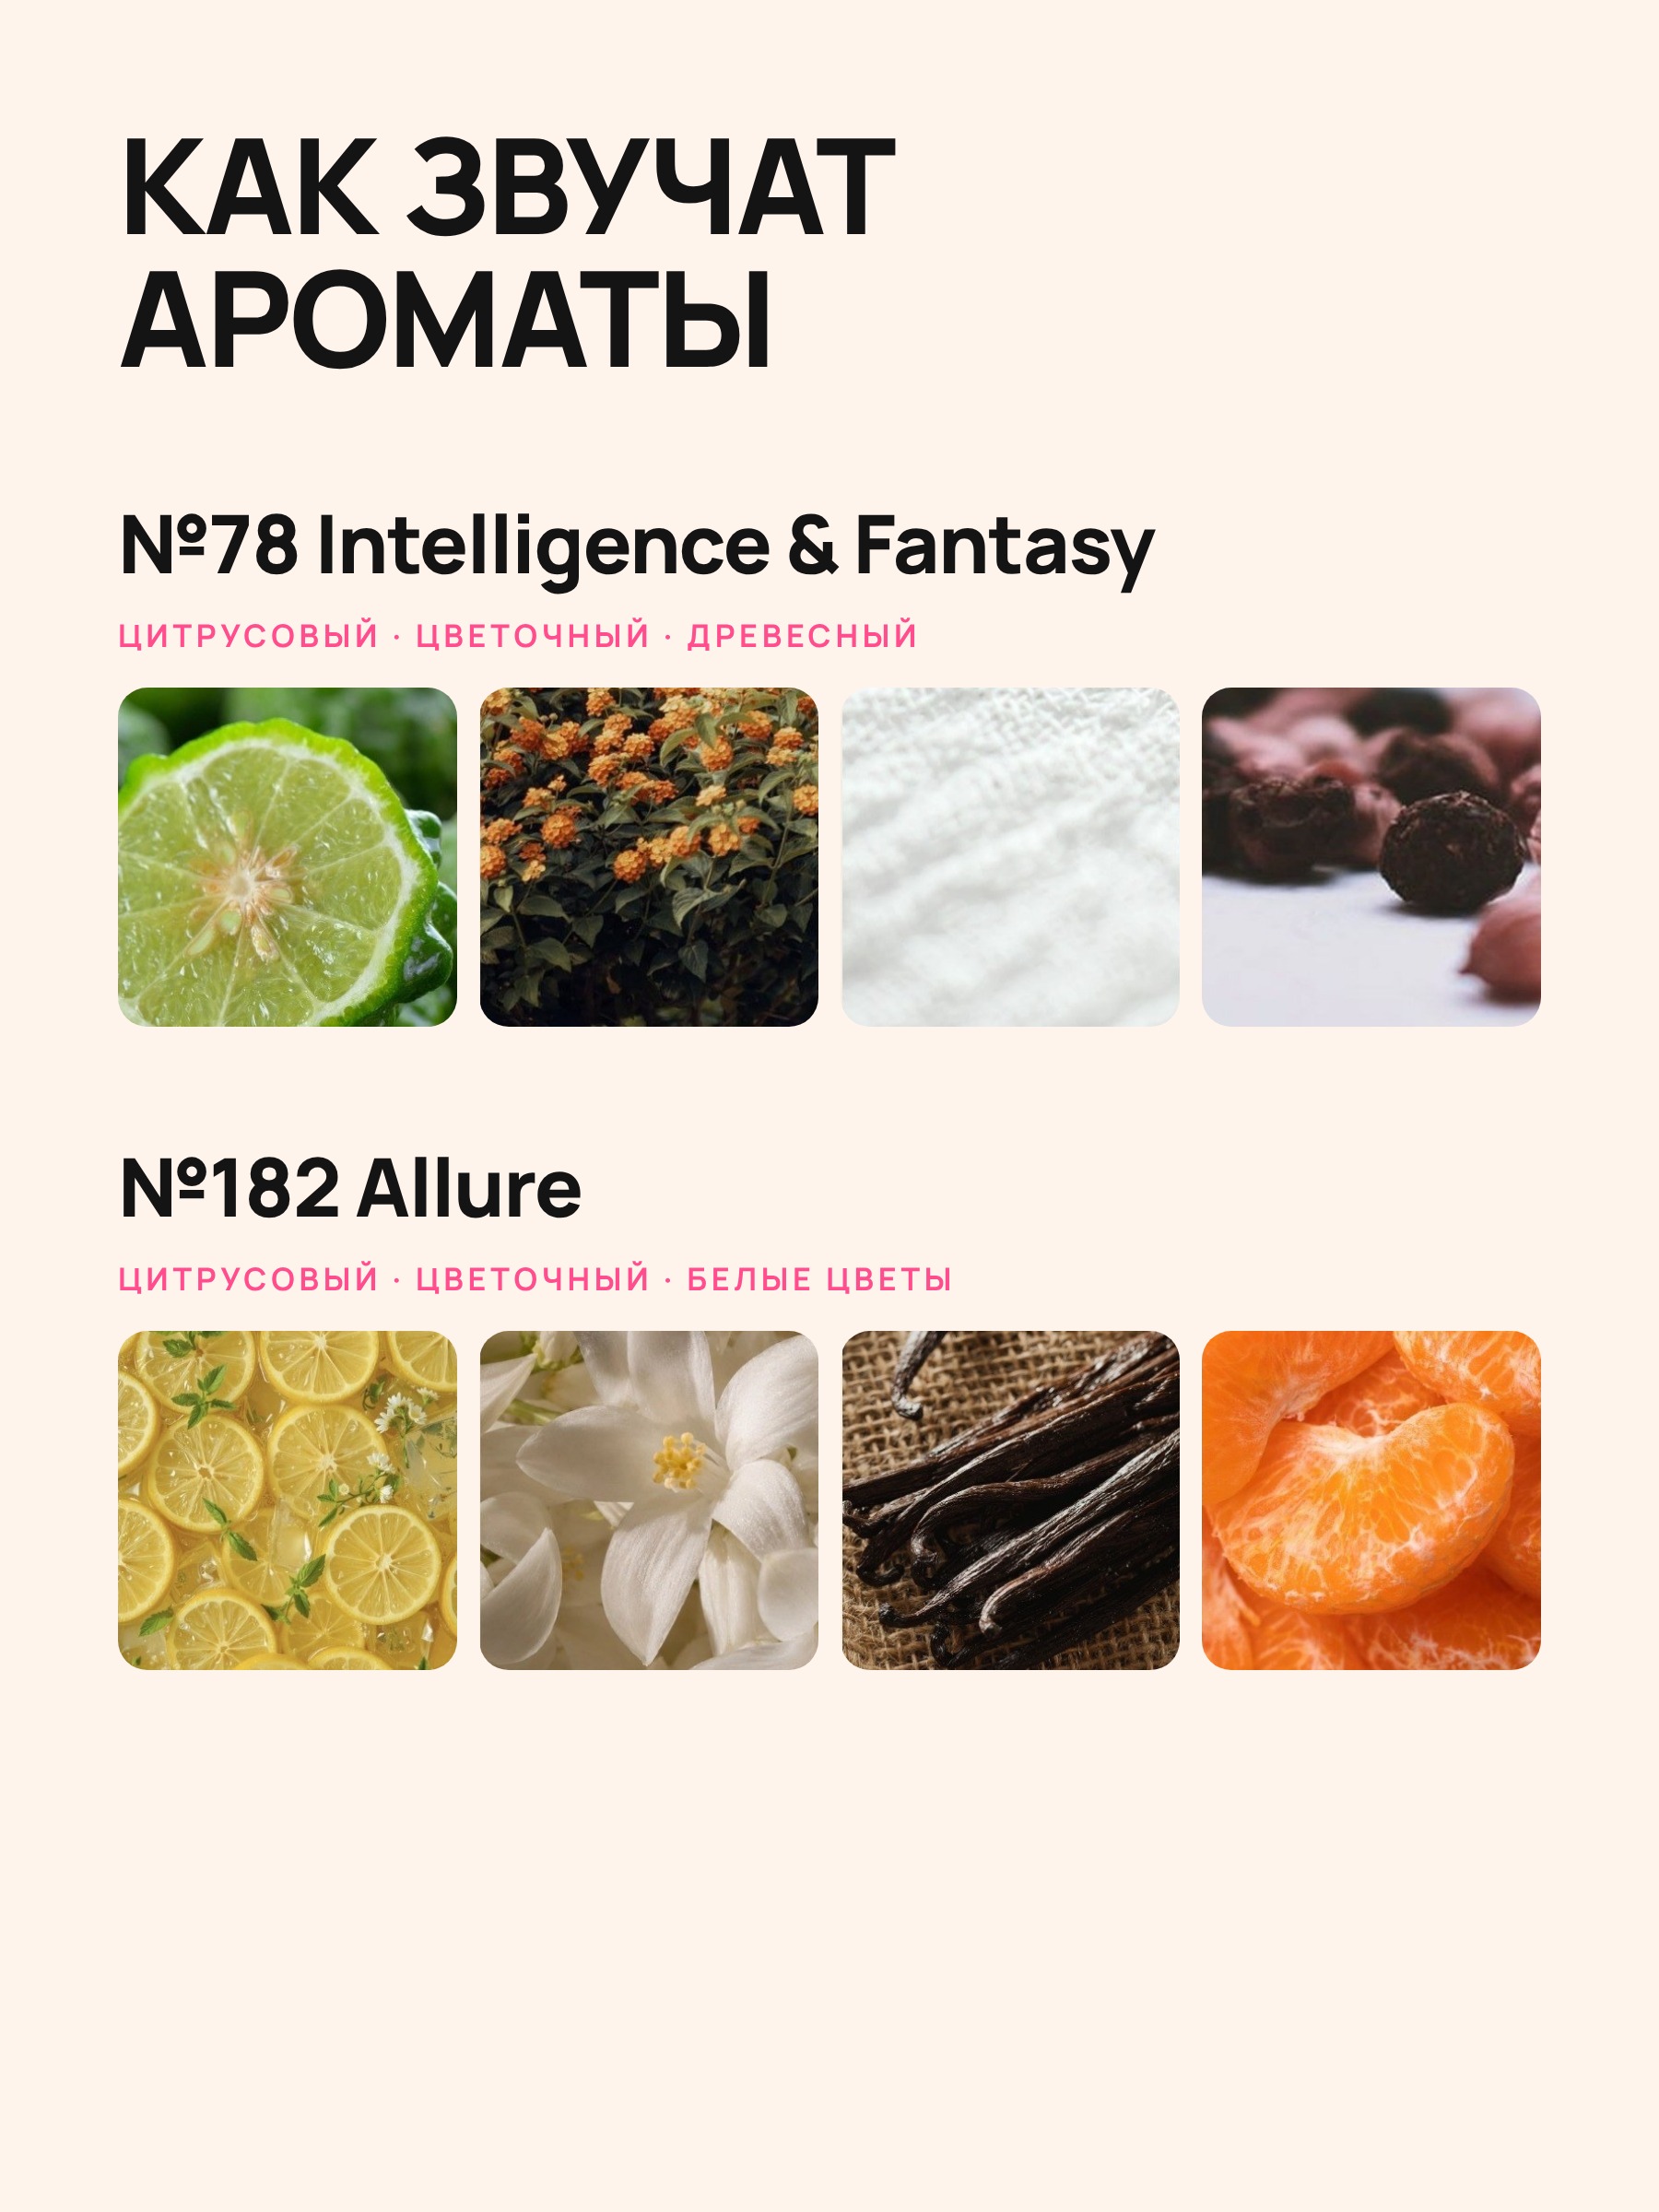 КАК ЗВУЧАТ
АРОМАТЫ
№78 Intelligence & Fantasy
ЦИТРУСОВЫЙ · ЦВЕТОЧНЫЙ · ДРЕВЕСНЫЙ
№182 Allure
ЦИТРУСОВЫЙ · ЦВЕТОЧНЫЙ · БЕЛЫЕ ЦВЕТЫ